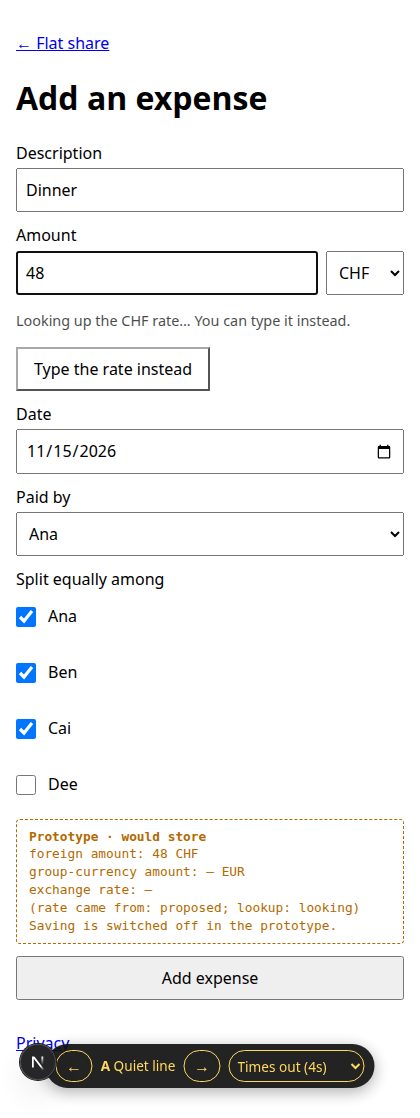 ← Flat share
Add an expense
Description
Dinner
Amount
48
CHF
Looking up the CHF rate… You can type it instead.
Type the rate instead
Date
11/15/2026
Paid by
Ana
Split equally among
Ana
Ben
Cai
Dee
Prototype · would store
foreign amount: 48 CHF
group-currency amount: — EUR
exchange rate: —
(rate came from: proposed; lookup: looking)
Saving is switched off in the prototype.
Add expense
Privacy
N
← A Quiet line → Times out (4s)